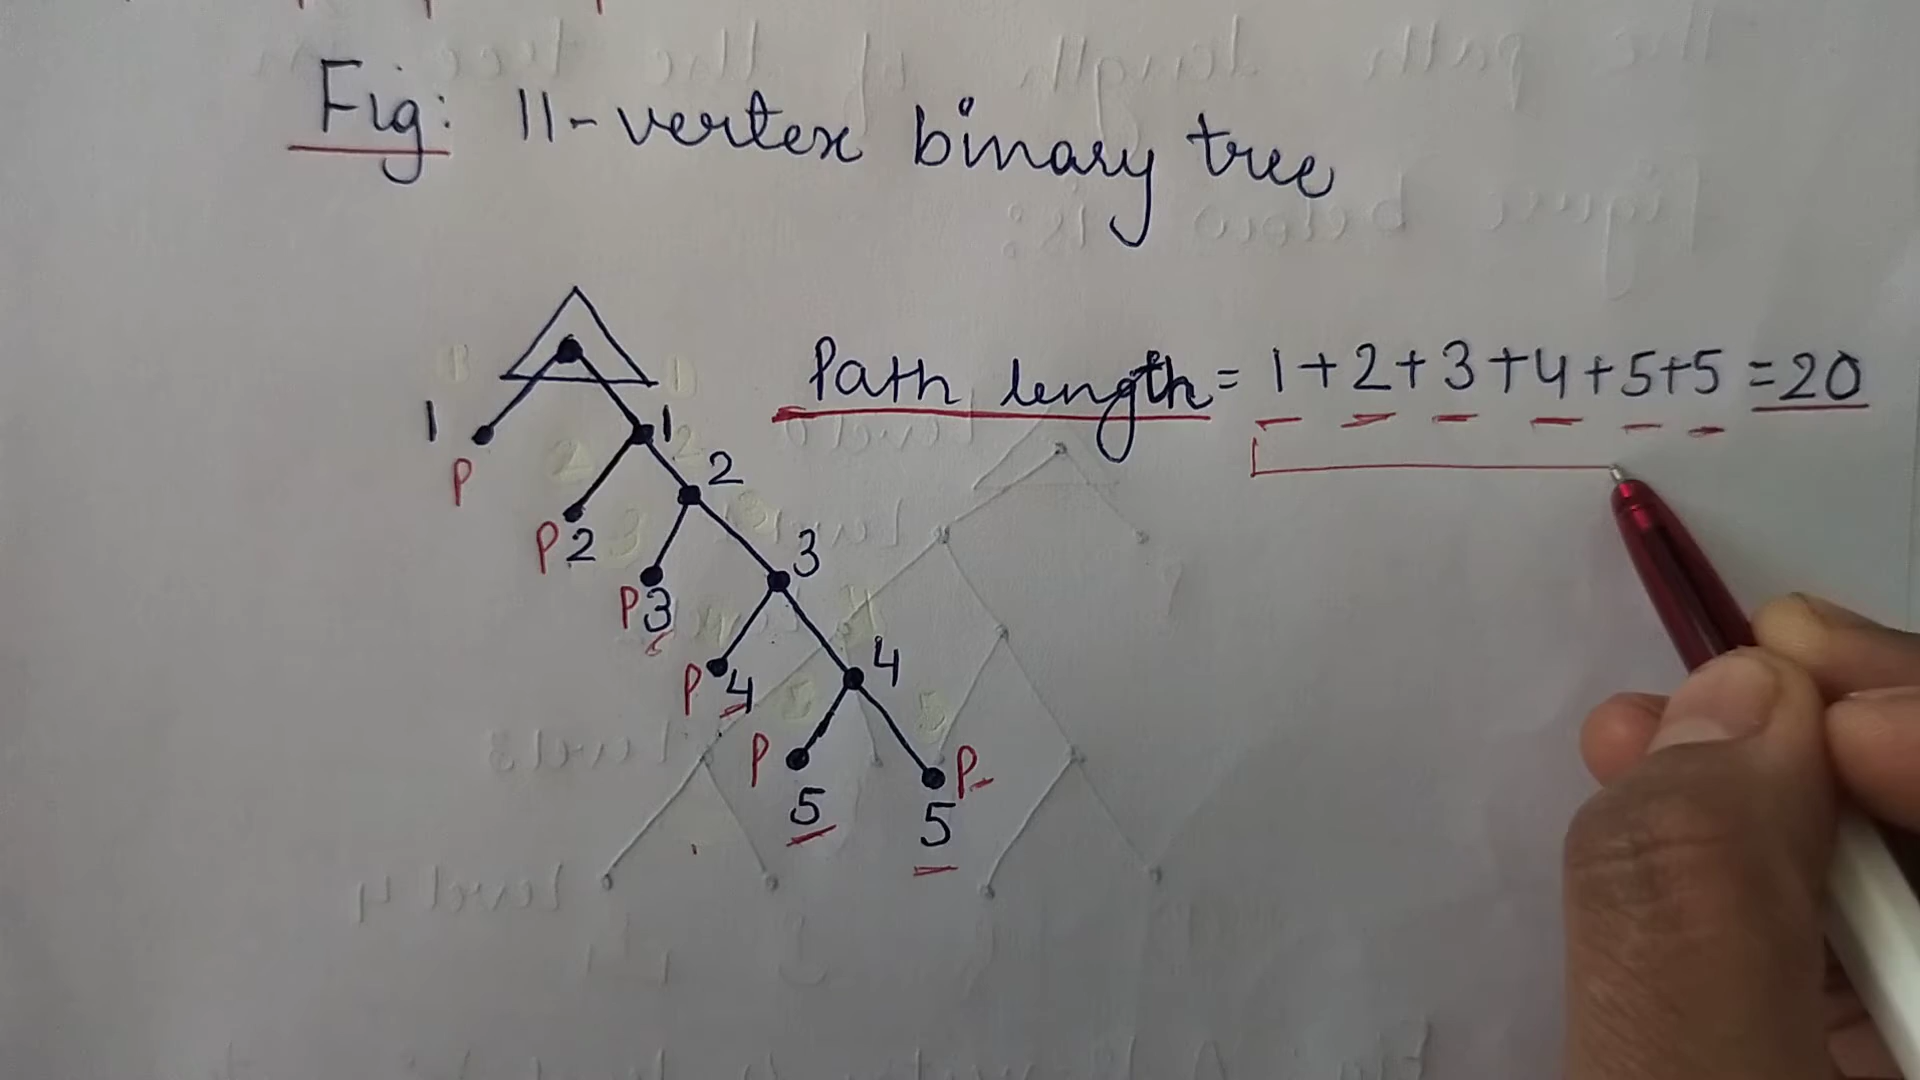 Fig: 11-vertex binary tree
Path length = 1+2+3+4+5+5 = 20
1
1
P
2
P2
3
P3
4
P4
P
P
5
5